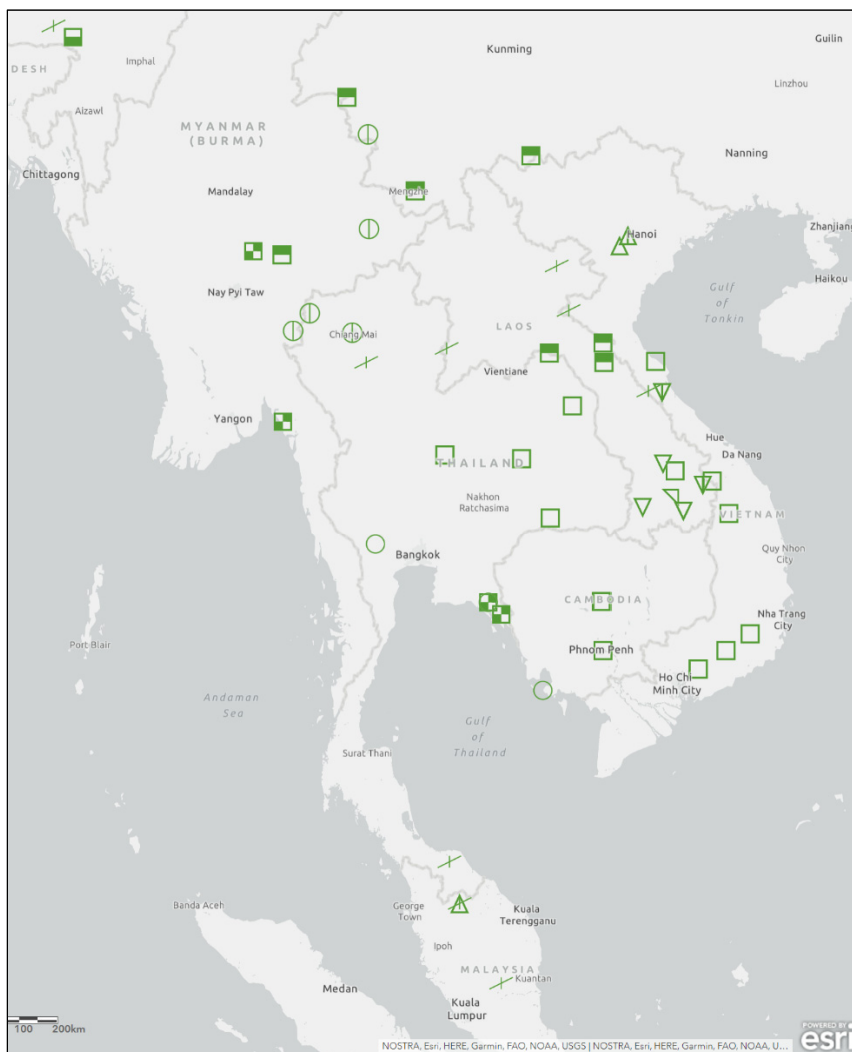 Guilin
Kunming
Imphal
DESH
Linzhou
Aizawl
MYANMAR
(BURMA)
Nanning
Chittagong
Mandalay
Mengzhe
Zhanjiang
Hanoi
Haikou
Nay Pyi Taw
Gulf
of
Tonkin
LAOS
Chiang Mai
Vientiane
Yangon
Hue
Da Nang
THAILAND
Nakhon
Ratchasima
VIETNAM
Bangkok
Quy Nhon
City
CAMBODIA
Nha Trang
City
Port Blair
Phnom Penh
Ho Chi
Minh City
Andaman
Sea
Gulf
of
Thailand
Surat Thani
Banda Aceh
George
Town
Kuala
Terengganu
Ipoh
MALAYSIA
Kuantan
Medan
Kuala
Lumpur
100 200km
POWERED BY
esri
NOSTRA, Esri, HERE, Garmin, FAO, NOAA, USGS | NOSTRA, Esri, HERE, Garmin, FAO, NOAA, U...